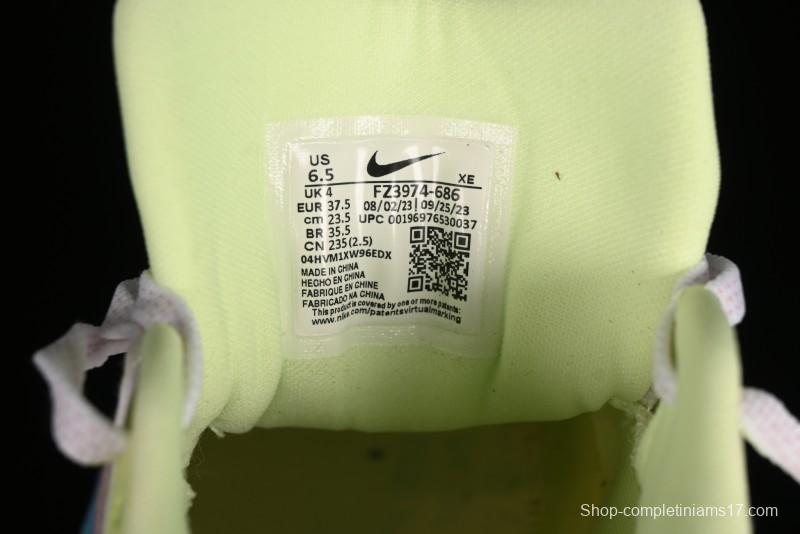 US
6.5
XE
UK 4
FZ3974-686
EUR 37.5
08/02/23 | 09/25/23
cm 23.5
UPC 00196976530037
BR 35.5
CN 235(2.5)
04HVM1XW96EDX
MADE IN CHINA
HECHO EN CHINA
FABRIQUE EN CHINE
FABRICADO NA CHINA
This product is covered by one or more patents:
www.nike.com/patentsvirtualmarking
Shop-completiniams17.com